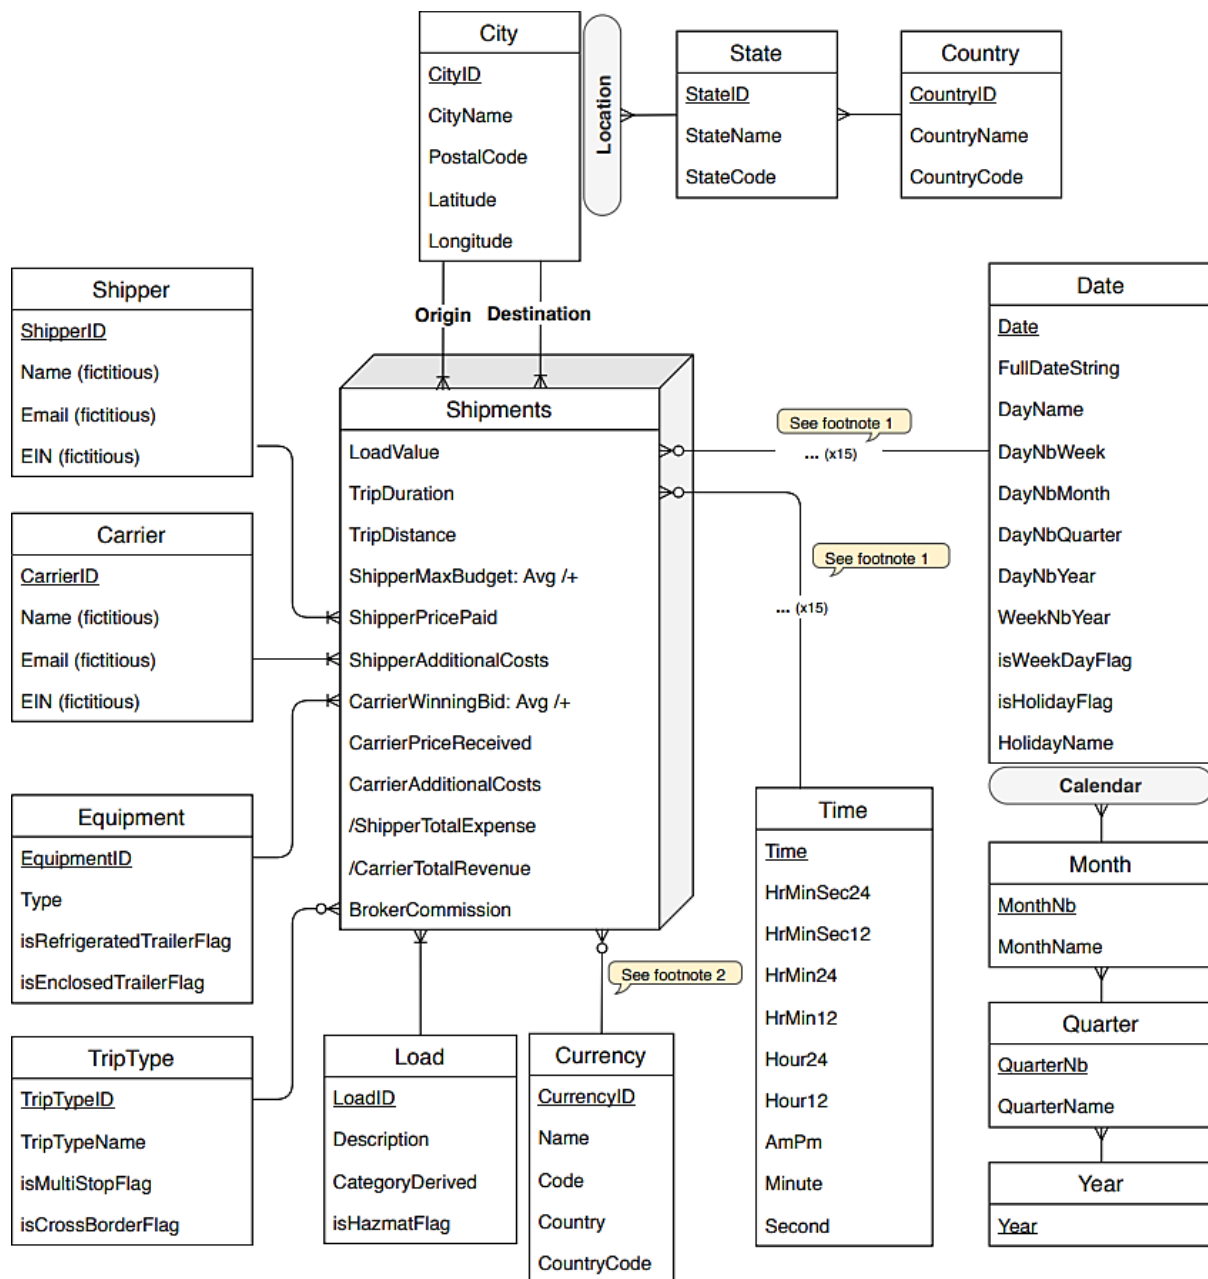 City
CityID
CityName
PostalCode
Latitude
Longitude
Location
State
StateID
StateName
StateCode
Country
CountryID
CountryName
CountryCode
Origin
Destination
Shipper
ShipperID
Name (fictitious)
Email (fictitious)
EIN (fictitious)
Carrier
CarrierID
Name (fictitious)
Email (fictitious)
EIN (fictitious)
Equipment
EquipmentID
Type
isRefrigeratedTrailerFlag
isEnclosedTrailerFlag
TripType
TripTypeID
TripTypeName
isMultiStopFlag
isCrossBorderFlag
Shipments
LoadValue
TripDuration
TripDistance
ShipperMaxBudget: Avg /+
ShipperPricePaid
ShipperAdditionalCosts
CarrierWinningBid: Avg /+
CarrierPriceReceived
CarrierAdditionalCosts
/ShipperTotalExpense
/CarrierTotalRevenue
BrokerCommission
See footnote 1
... (x15)
See footnote 1
... (x15)
See footnote 2
Load
LoadID
Description
CategoryDerived
isHazmatFlag
Currency
CurrencyID
Name
Code
Country
CountryCode
Time
Time
HrMinSec24
HrMinSec12
HrMin24
HrMin12
Hour24
Hour12
AmPm
Minute
Second
Date
Date
FullDateString
DayName
DayNbWeek
DayNbMonth
DayNbQuarter
DayNbYear
WeekNbYear
isWeekDayFlag
isHolidayFlag
HolidayName
Calendar
Month
MonthNb
MonthName
Quarter
QuarterNb
QuarterName
Year
Year